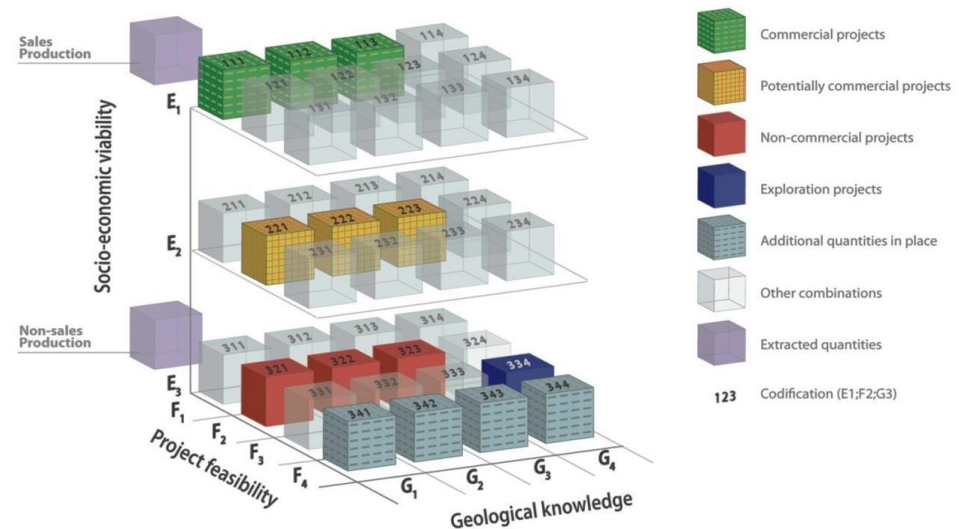 Sales
Production
Socio-economic viability
E1
111
112
113
114
121
122
123
124
131
132
133
134
E2
211
212
213
214
221
222
223
224
231
232
233
234
Non-sales
Production
E3
311
312
313
314
321
322
323
324
331
332
333
334
341
342
343
344
F1
F2
F3
F4
Project feasibility
G1
G2
G3
G4
Geological knowledge
Commercial projects
Potentially commercial projects
Non-commercial projects
Exploration projects
Additional quantities in place
Other combinations
Extracted quantities
123 Codification (E1;F2;G3)